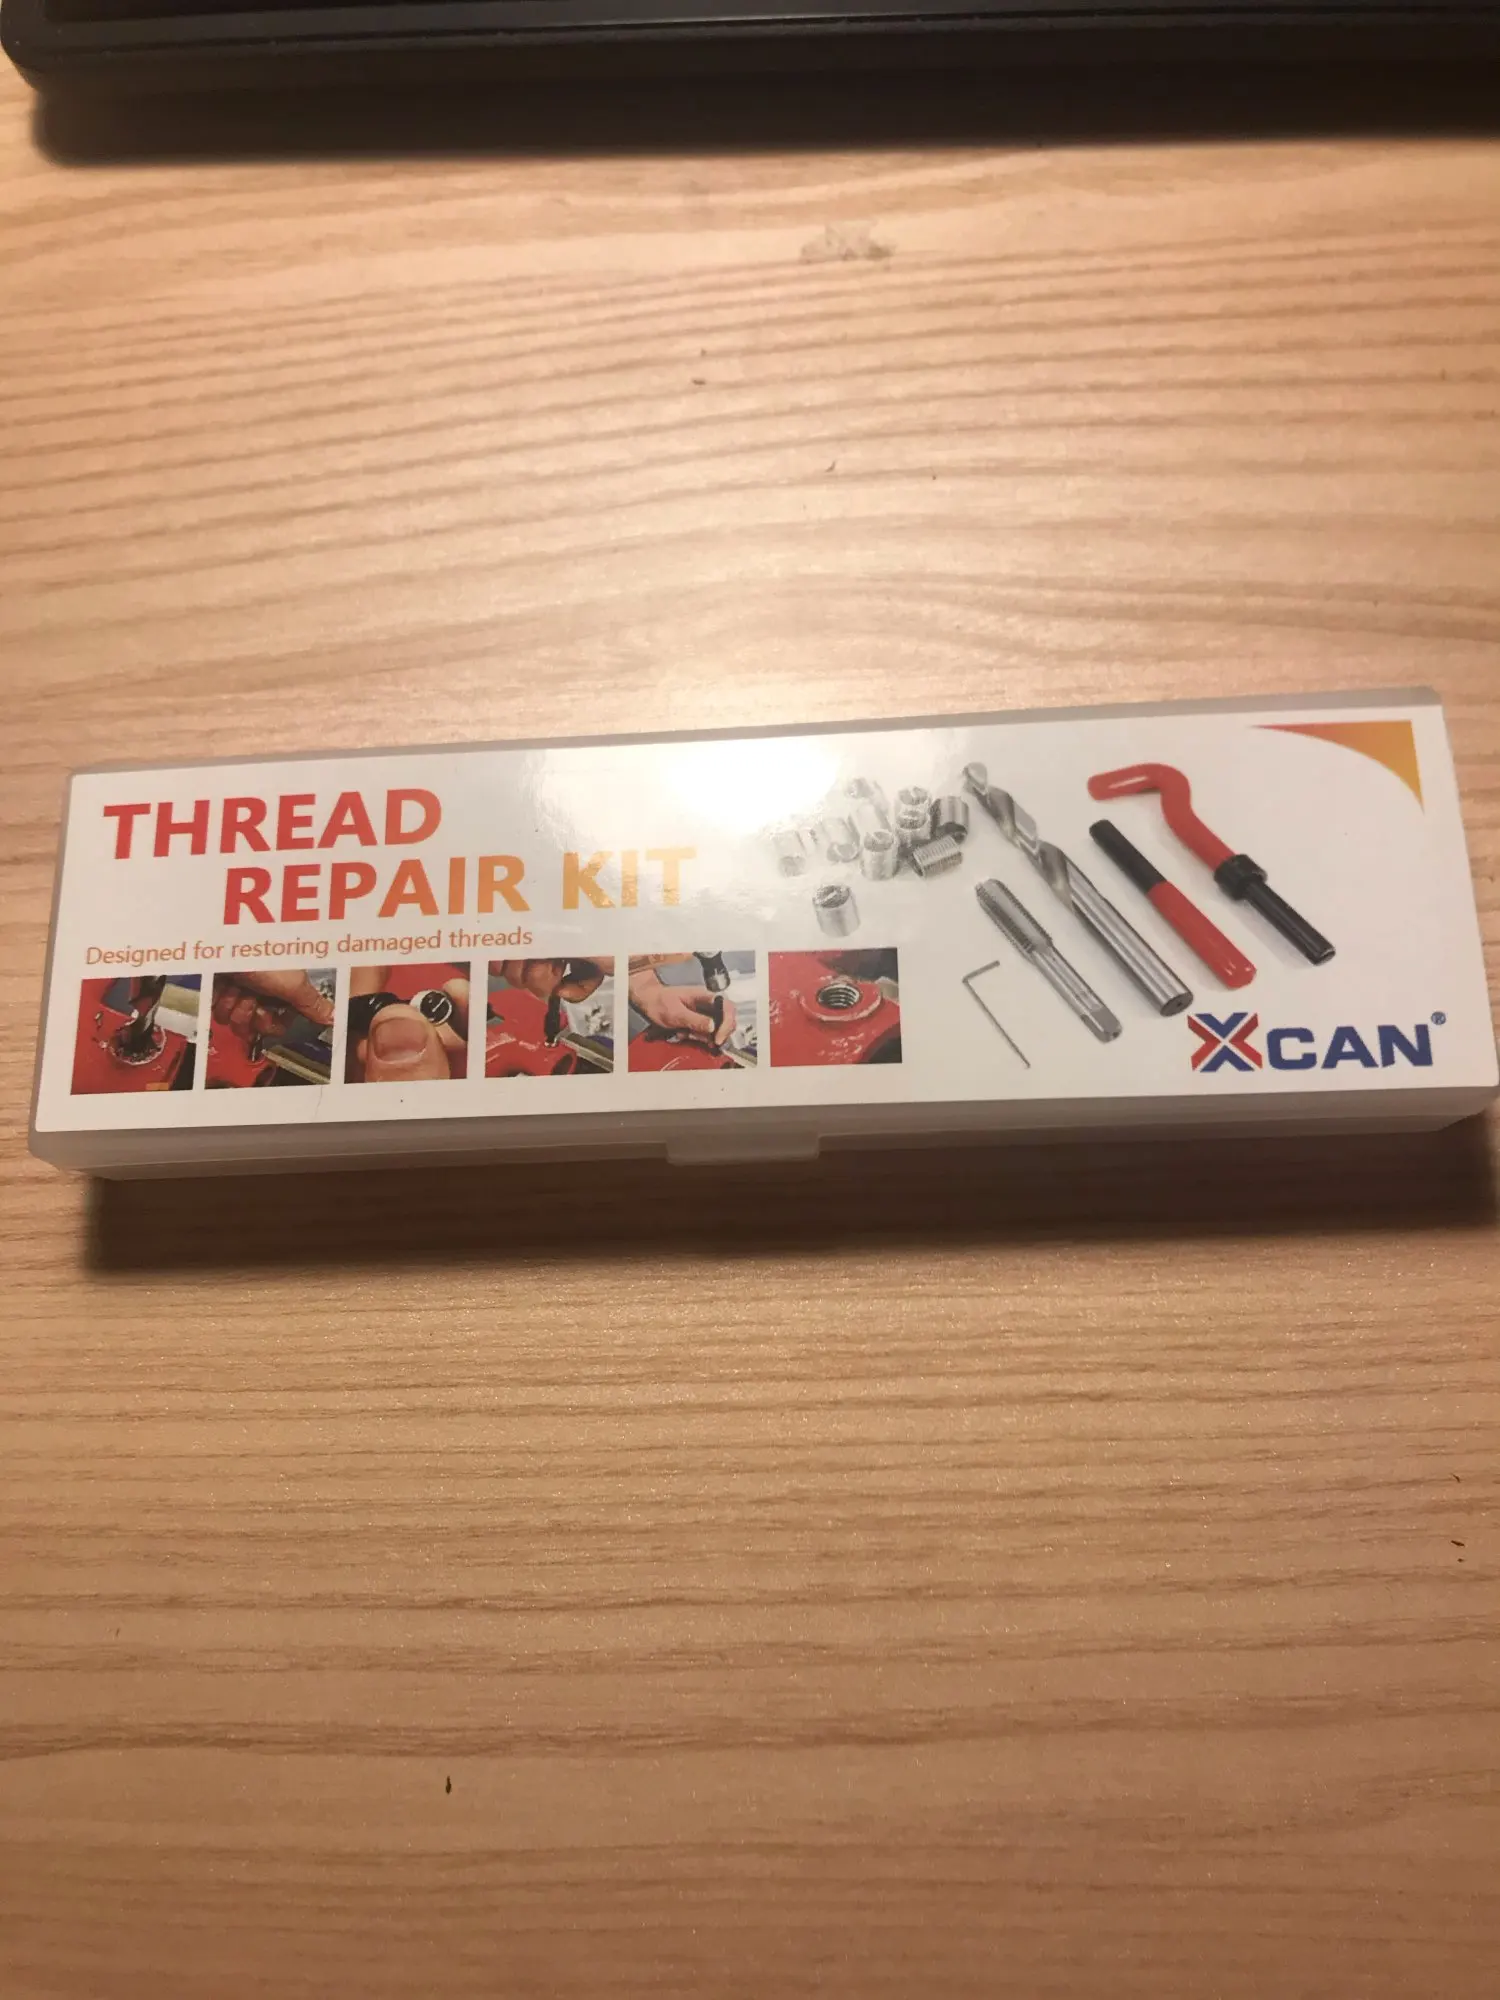 THREAD
REPAIR KIT
Designed for restoring damaged threads
XCAN®